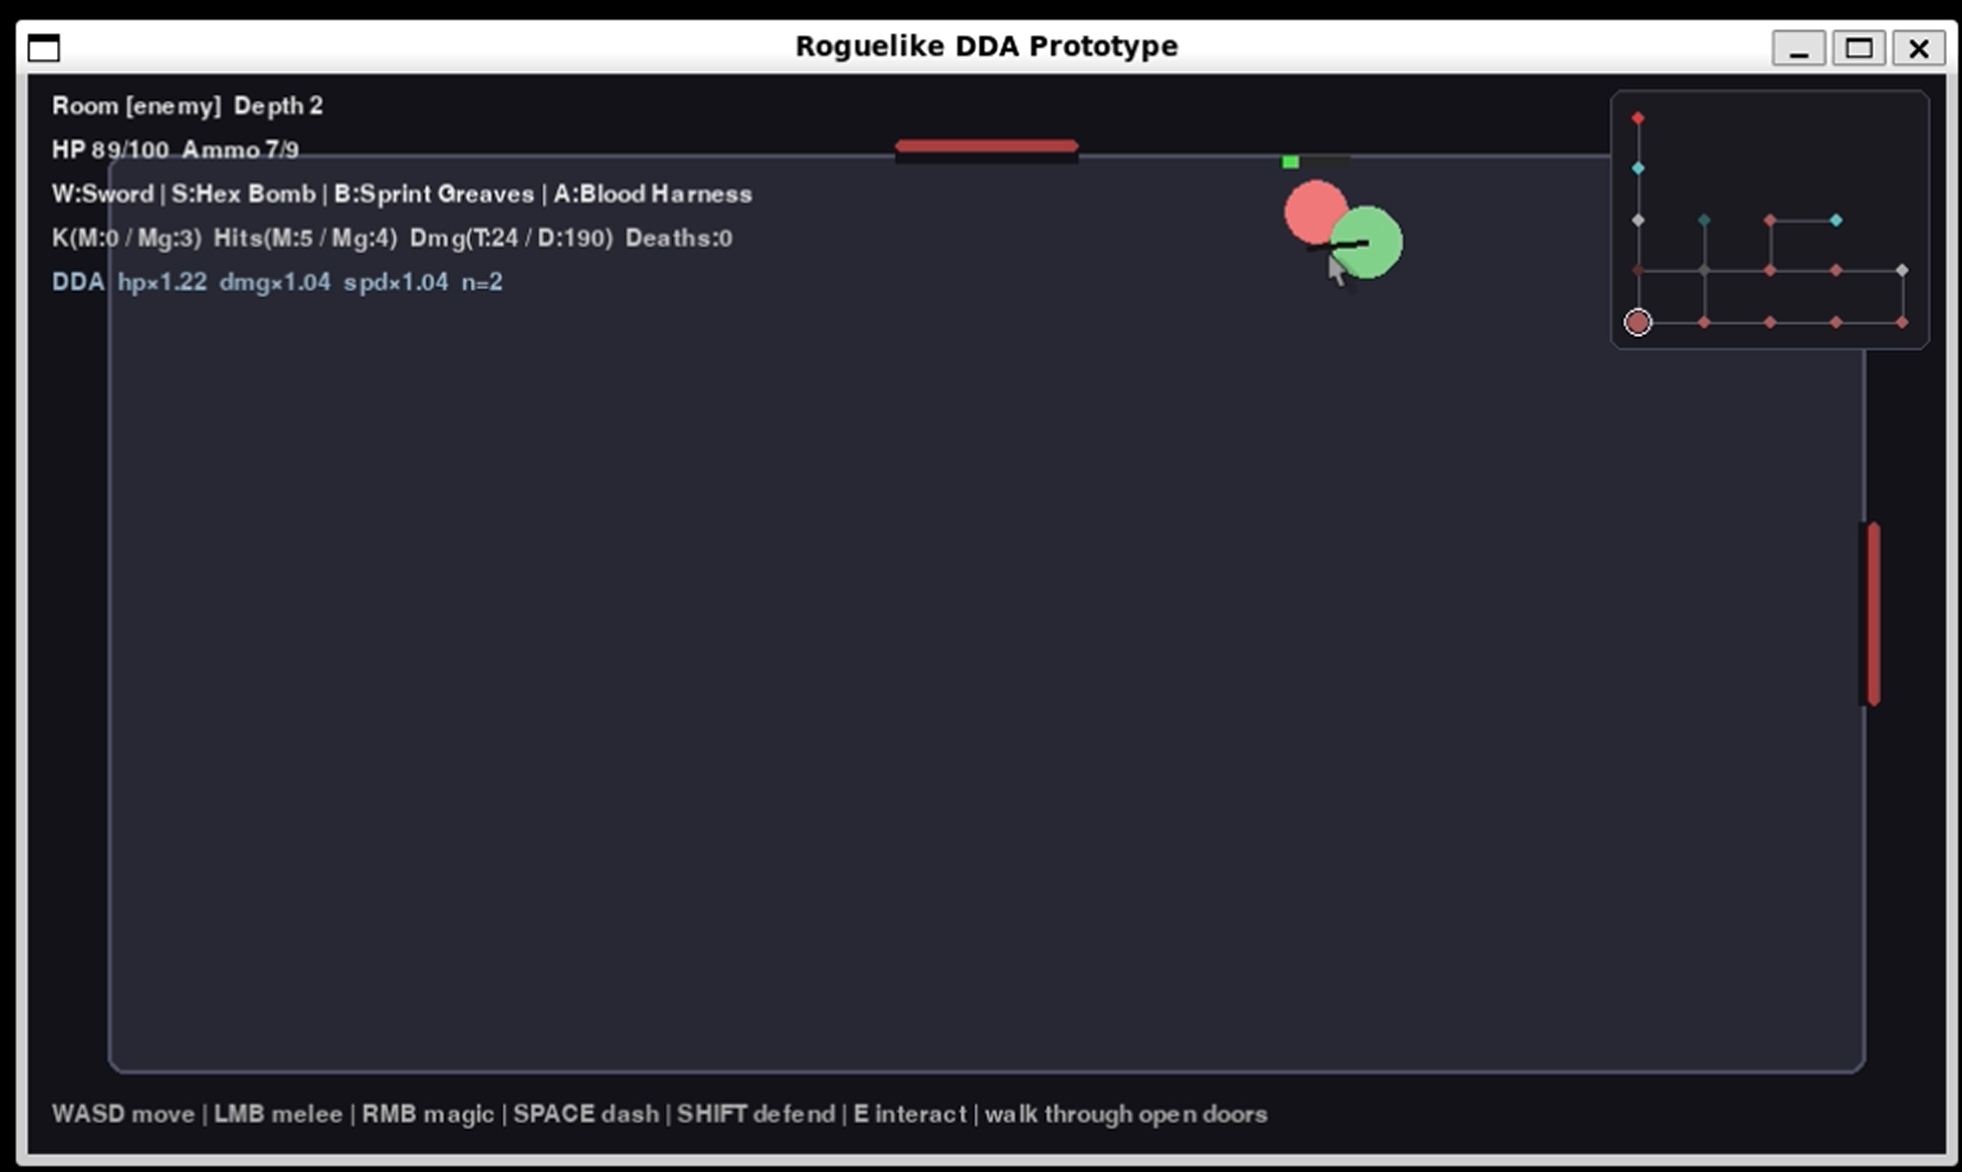 Roguelike DDA Prototype
Room [enemy] Depth 2
HP 89/100 Ammo 7/9
W:Sword | S:Hex Bomb | B:Sprint Greaves | A:Blood Harness
K(M:0 / Mg:3) Hits(M:5 / Mg:4) Dmg(T:24 / D:190) Deaths:0
DDA hp×1.22 dmg×1.04 spd×1.04 n=2
WASD move | LMB melee | RMB magic | SPACE dash | SHIFT defend | E interact | walk through open doors